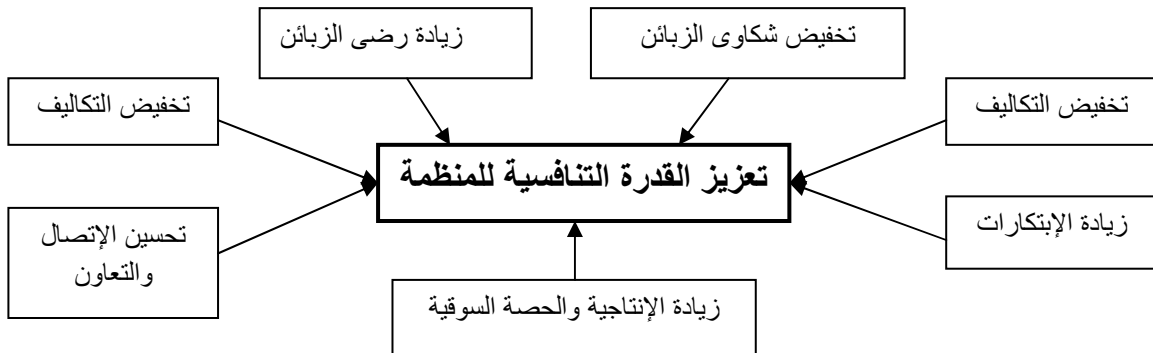 تخفيض شكاوى الزبائن
زيادة رضى الزبائن
تخفيض التكاليف
تخفيض التكاليف
تعزيز القدرة التنافسية للمنظمة
زيادة الإبتكارات
تحسين الإتصال
والتعاون
زيادة الإنتاجية والحصة السوقية